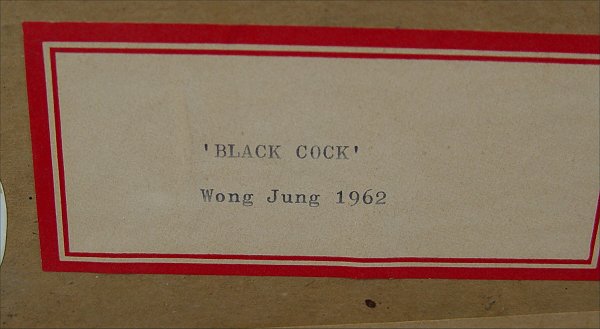 'BLACK COCK'
Wong Jung 1962